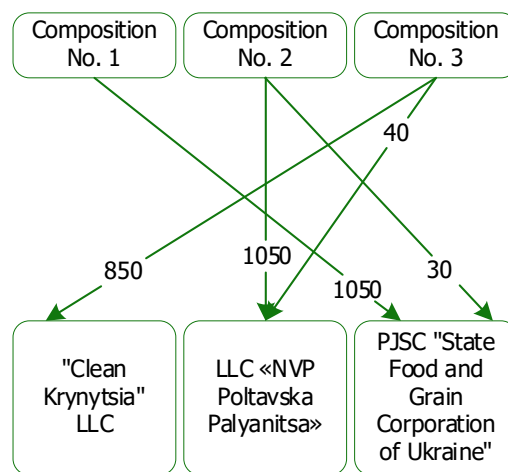 Composition
No. 1
Composition
No. 2
Composition
No. 3
40
850
1050
1050
30
"Clean
Krynytsia"
LLC
LLC «NVP
Poltavska
Palyanitsa»
PJSC "State
Food and
Grain
Corporation
of Ukraine"